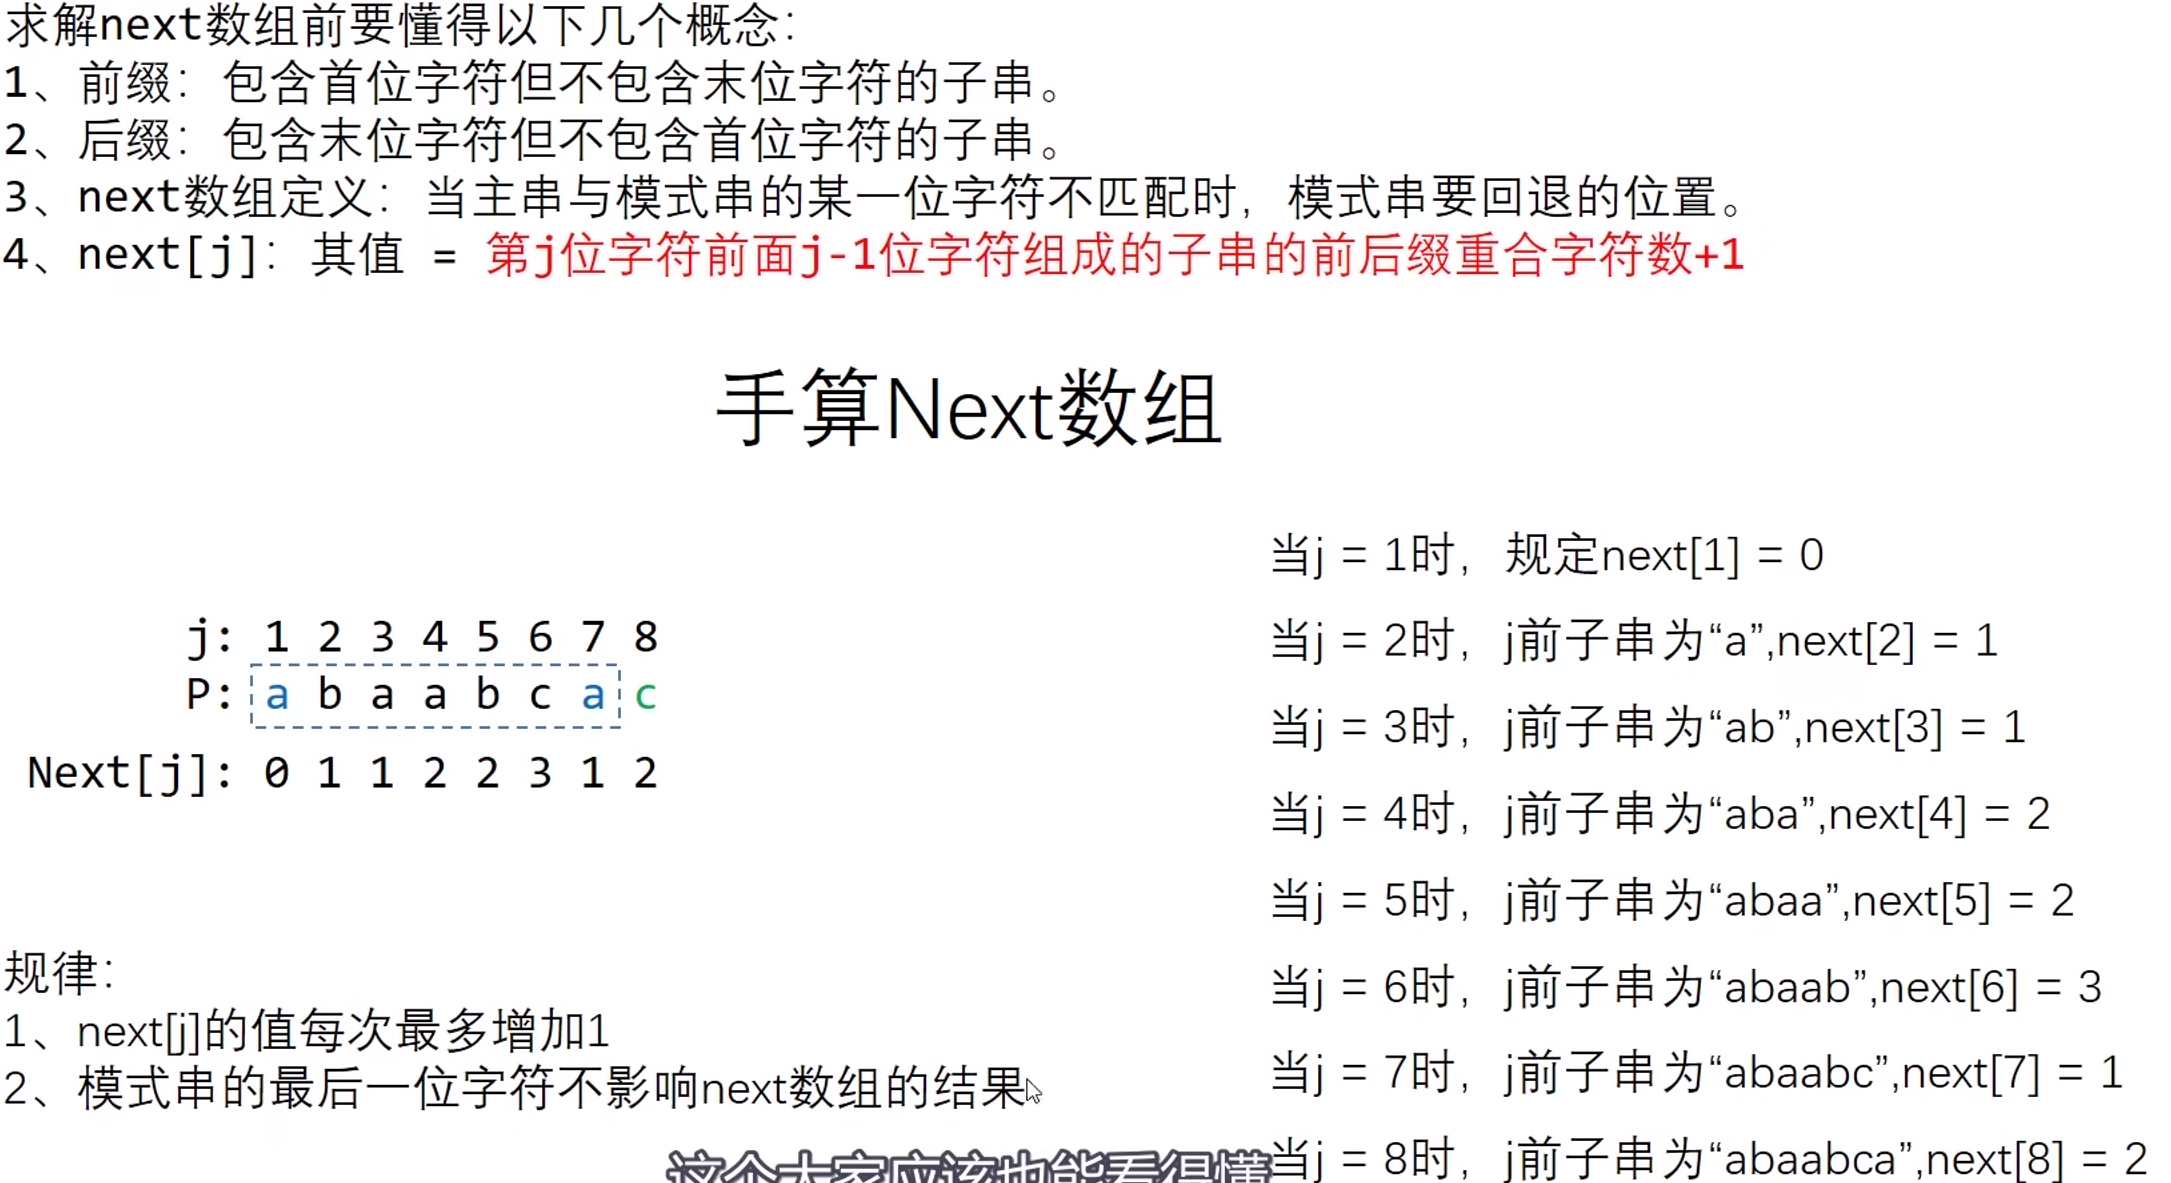 求解next数组前要懂得以下几个概念：
1、前缀：包含首位字符但不包含末位字符的子串。
2、后缀：包含末位字符但不包含首位字符的子串。
3、next数组定义：当主串与模式串的某一位字符不匹配时，模式串要回退的位置。
4、next[j]：其值 = 第j位字符前面j-1位字符组成的子串的前后缀重合字符数+1
手算Next数组
j: 1 2 3 4 5 6 7 8
P: a b a a b c a c
Next[j]: 0 1 1 2 2 3 1 2
规律：
1、next[j]的值每次最多增加1
2、模式串的最后一位字符不影响next数组的结果
当j = 1时，规定next[1] = 0
当j = 2时，j前子串为“a”,next[2] = 1
当j = 3时，j前子串为“ab”,next[3] = 1
当j = 4时，j前子串为“aba”,next[4] = 2
当j = 5时，j前子串为“abaa”,next[5] = 2
当j = 6时，j前子串为“abaab”,next[6] = 3
当j = 7时，j前子串为“abaabc”,next[7] = 1
当j = 8时，j前子串为“abaabca”,next[8] = 2
这个大家应该也能看得懂